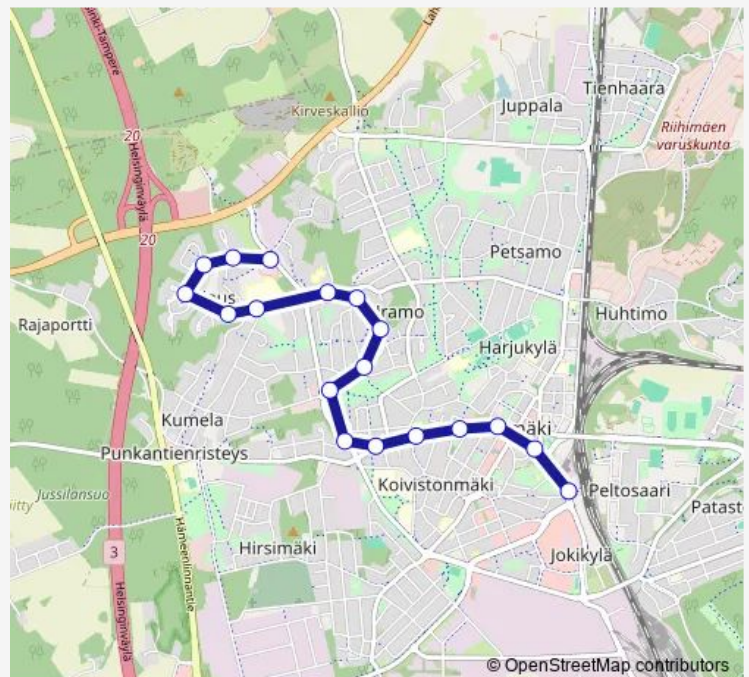 Helsinki-Tampere
Tienhaara
Juppala
Kirveskallio
Riihimäen
varuskunta
20
Helsinginväylä
20
Petsamo
Rajaportti
Huhtimo
Harjukylä
Kumela
Punkantienristeys
Jussilansuo
Koivistonmäki
Peltosaari
Hirsimäki
Jokikylä
3
Hämeenlinnantie
Helsinginväylä
© OpenStreetMap contributors